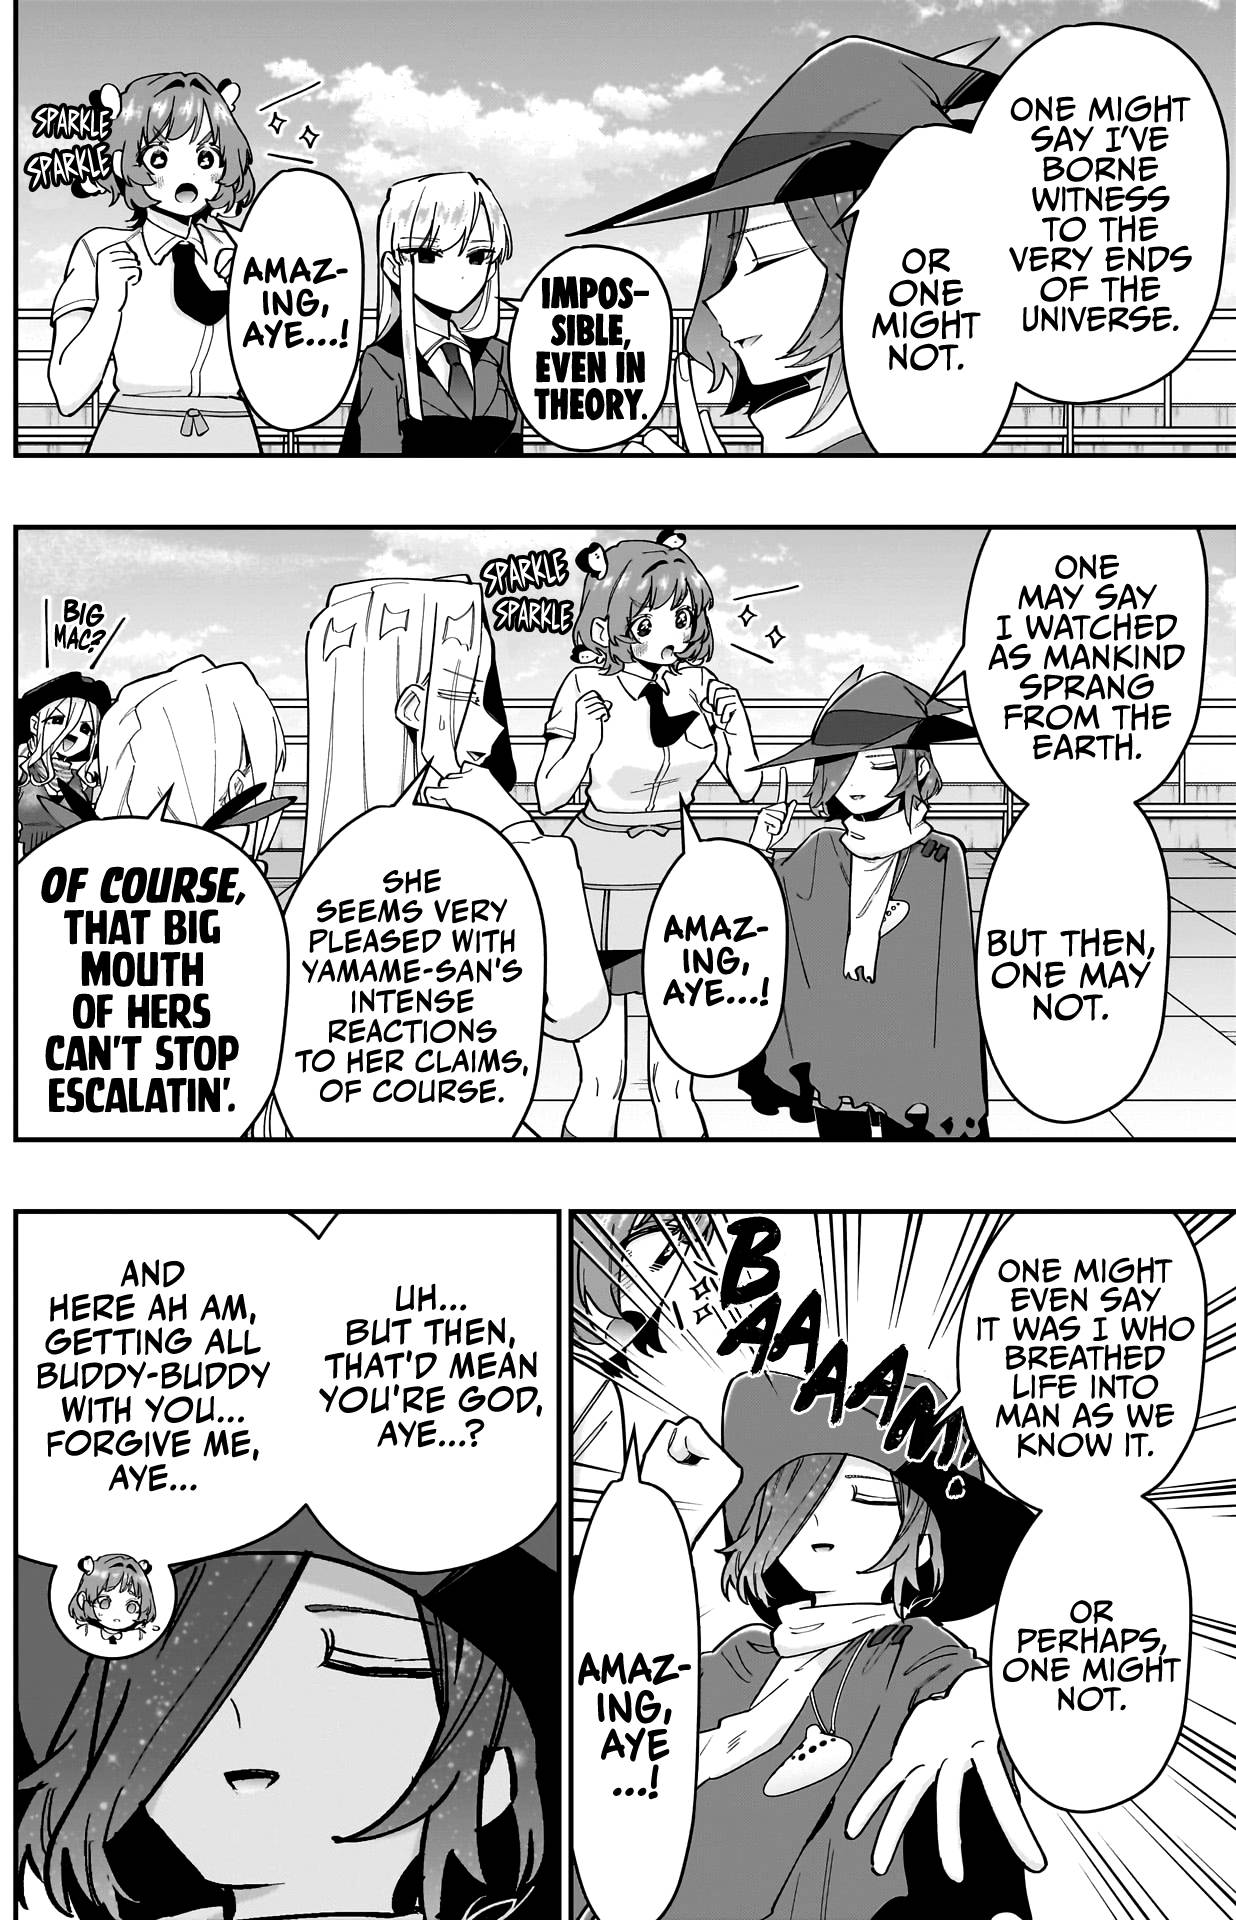 ONE MIGHT
SAY I'VE
BORNE
WITNESS
TO THE
VERY ENDS
OF THE
UNIVERSE.
OR
ONE
MIGHT
NOT.
IMPOS-
SIBLE,
EVEN IN
THEORY.
AMAZ-
ING,
AYE...!
SPARKLE
SPARKLE
ONE
MAY SAY
I WATCHED
AS MANKIND
SPRANG
FROM THE
EARTH.
BUT THEN,
ONE MAY
NOT.
SPARKLE
SPARKLE
AMAZ-
ING,
AYE...!
SHE
SEEMS VERY
PLEASED WITH
YAMAME-SAN'S
INTENSE
REACTIONS
TO HER CLAIMS,
OF COURSE.
OF COURSE,
THAT BIG
MOUTH
OF HERS
CAN'T STOP
ESCALATIN'.
BIG
MAC?
ONE MIGHT
EVEN SAY
IT WAS I WHO
BREATHED
LIFE INTO
MAN AS WE
KNOW IT.
OR
PERHAPS,
ONE MIGHT
NOT.
BAAAAAM!
AMAZ-
ING,
AYE
...!
UH...
BUT THEN,
THAT'D MEAN
YOU'RE GOD,
AYE...?
AND
HERE AH AM,
GETTING ALL
BUDDY-BUDDY
WITH YOU...
FORGIVE ME,
AYE...